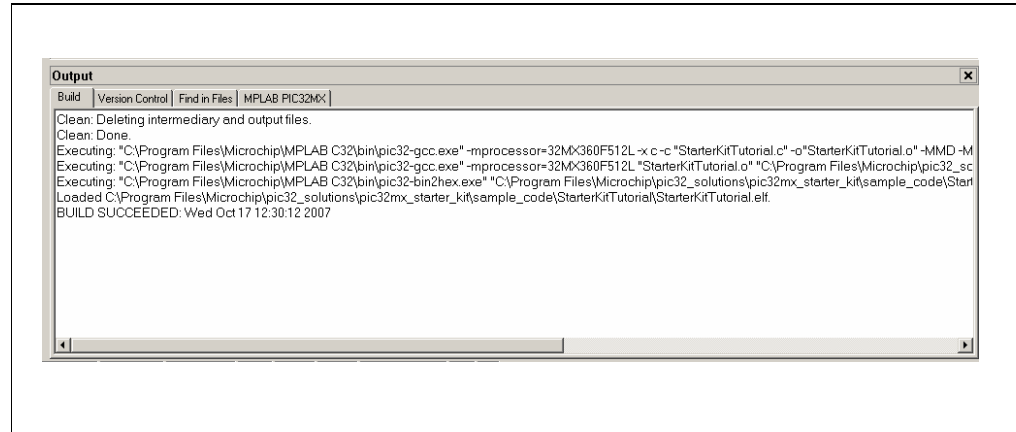 Output
Build Version Control Find in Files MPLAB PIC32MX
Clean: Deleting intermediary and output files.
Clean: Done.
Executing: "C:\Program Files\Microchip\MPLAB C32\bin\pic32-gcc.exe" -mprocessor=32MX360F512L -x c -c "StarterKitTutorial.c" -o"StarterKitTutorial.o" -MMD -M
Executing: "C:\Program Files\Microchip\MPLAB C32\bin\pic32-gcc.exe" -mprocessor=32MX360F512L "StarterKitTutorial.o" "C:\Program Files\Microchip\pic32_sc
Executing: "C:\Program Files\Microchip\MPLAB C32\bin\pic32-bin2hex.exe" "C:\Program Files\Microchip\pic32_solutions\pic32mx_starter_kit\sample_code\Start
Loaded C:\Program Files\Microchip\pic32_solutions\pic32mx_starter_kit\sample_code\StarterKitTutorial\StarterKitTutorial.elf.
BUILD SUCCEEDED: Wed Oct 17 12:30:12 2007